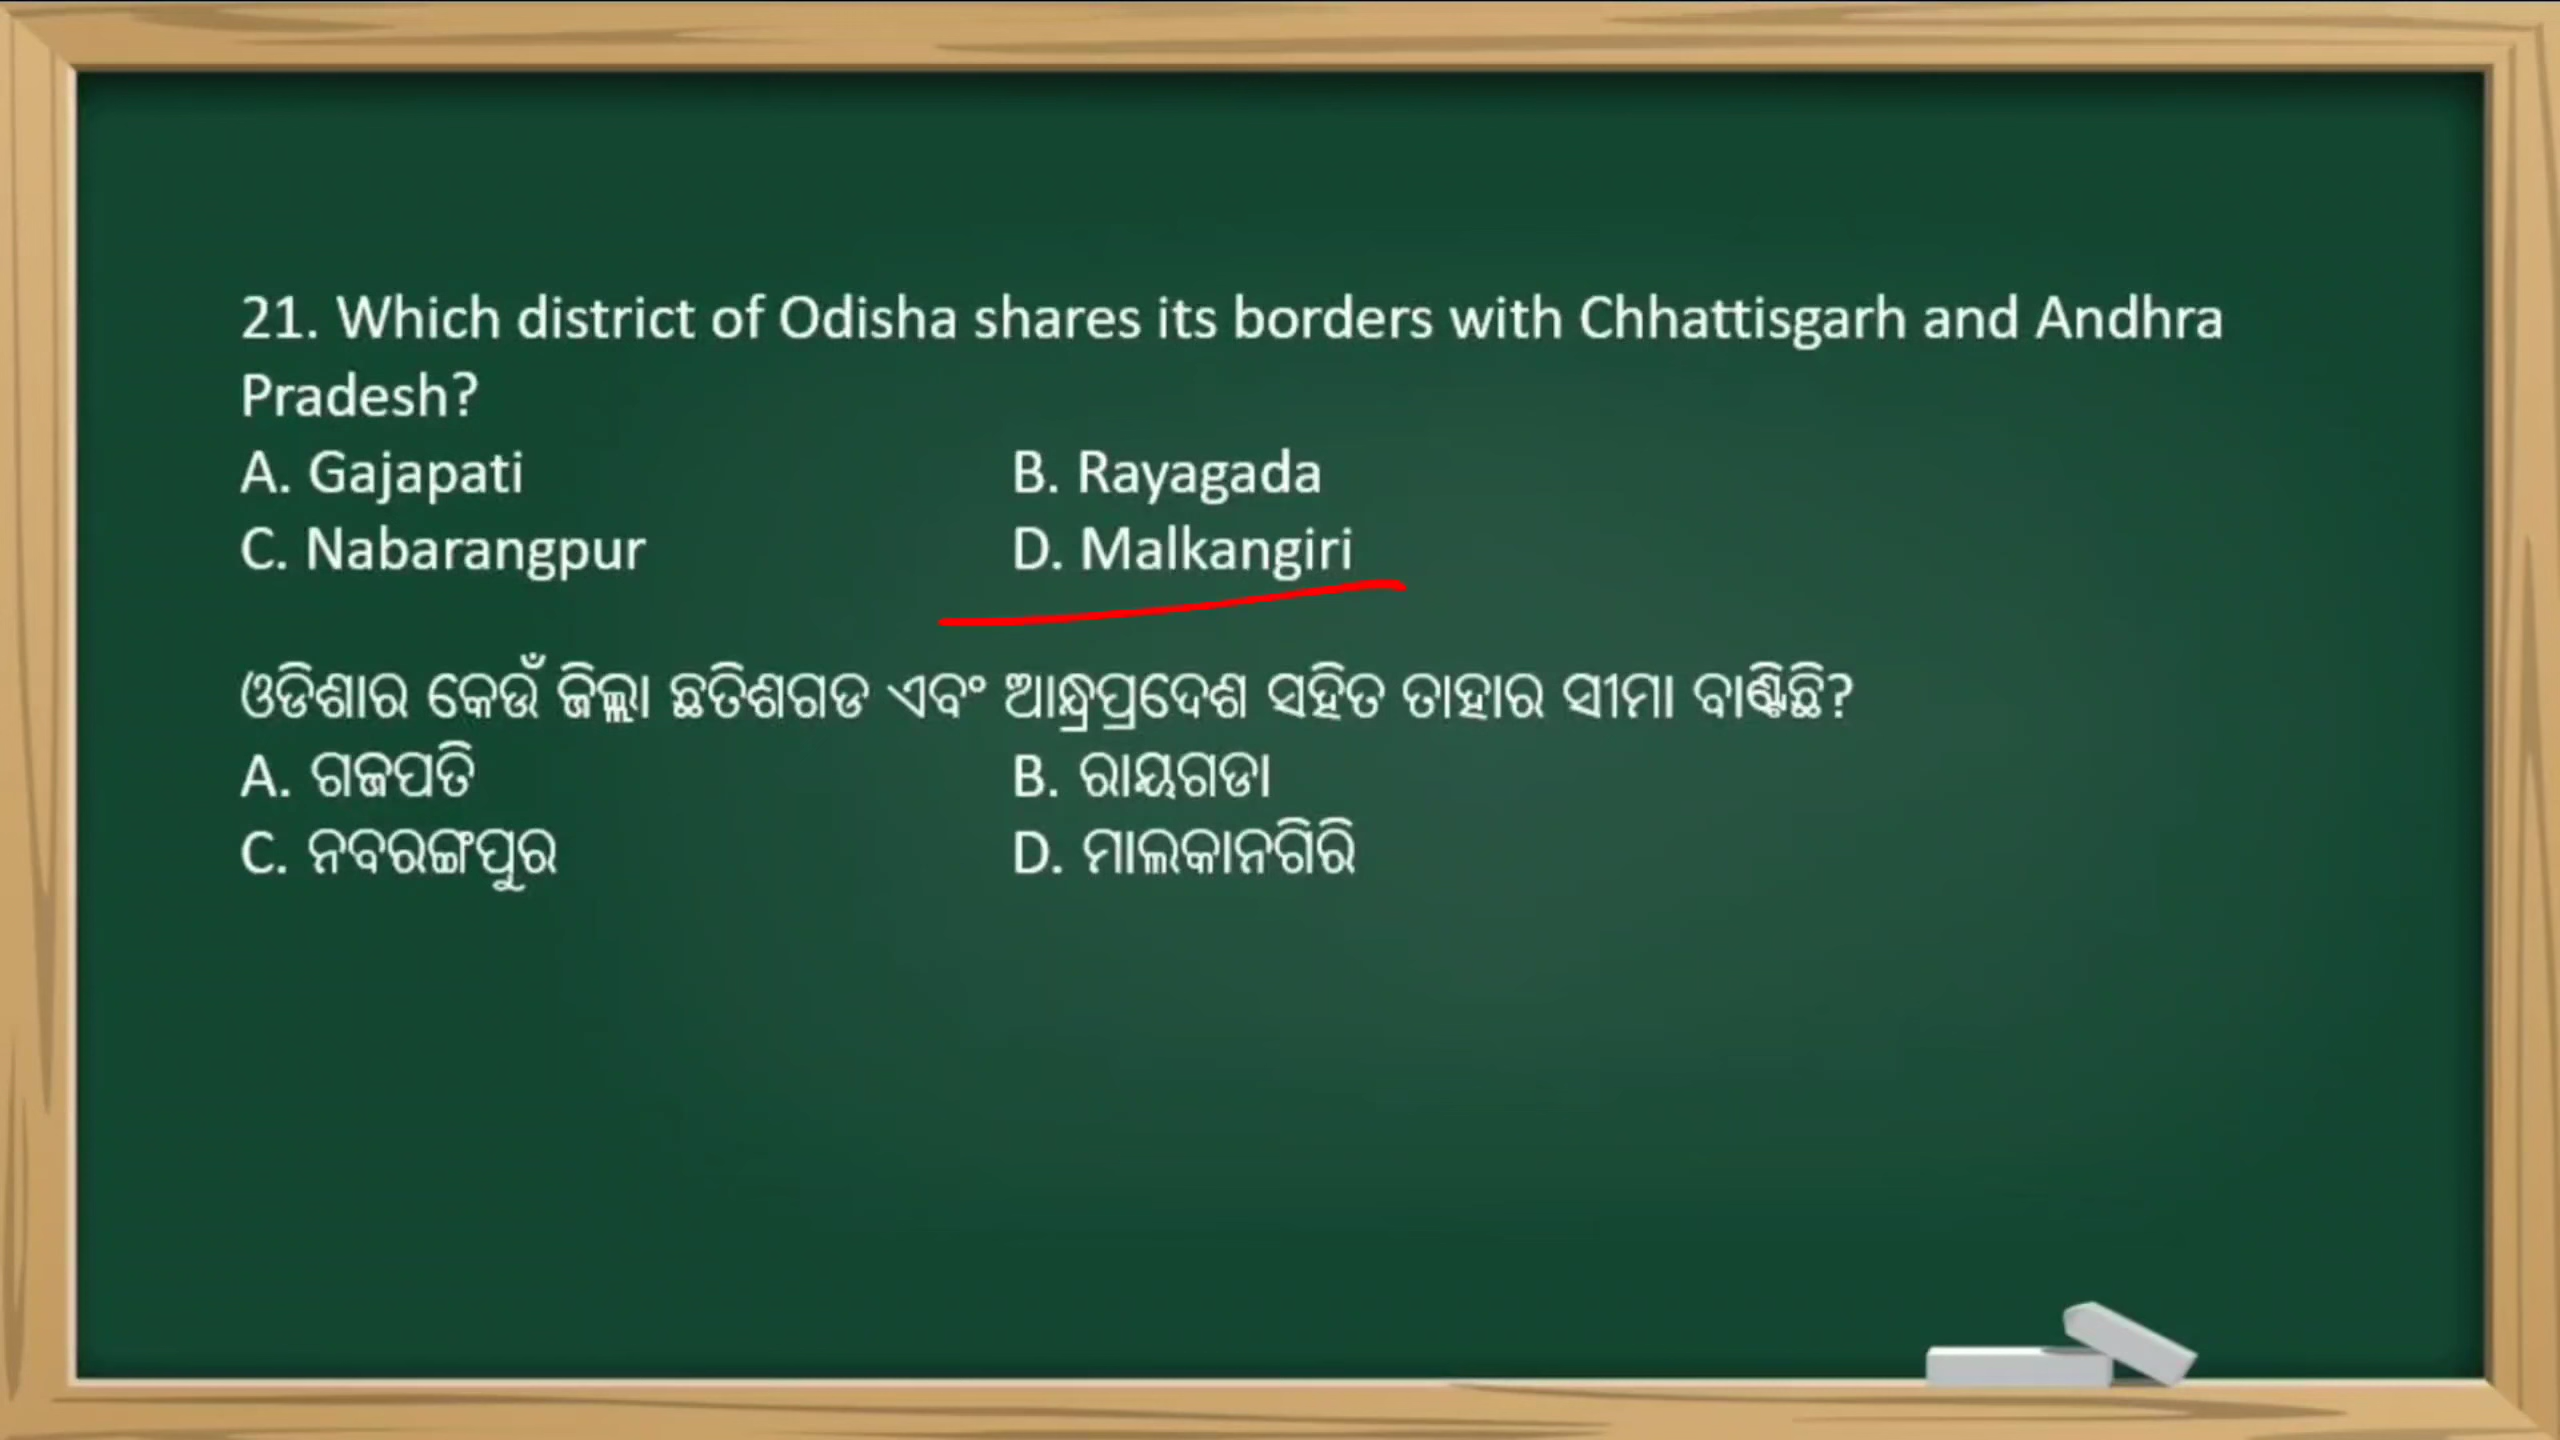 21. Which district of Odisha shares its borders with Chhattisgarh and Andhra
Pradesh?
A. Gajapati B. Rayagada
C. Nabarangpur D. Malkangiri
ଓଡିଶାର କେଉଁ ଜିଲ୍ଲା ଛତିଶଗଡ ଏବଂ ଆନ୍ଧ୍ରପ୍ରଦେଶ ସହିତ ତାହାର ସୀମା ବାଣ୍ଟିଛି?
A. ଗଜପତି B. ରାୟଗଡା
C. ନବରଙ୍ଗପୁର D. ମାଲକାନଗିରି